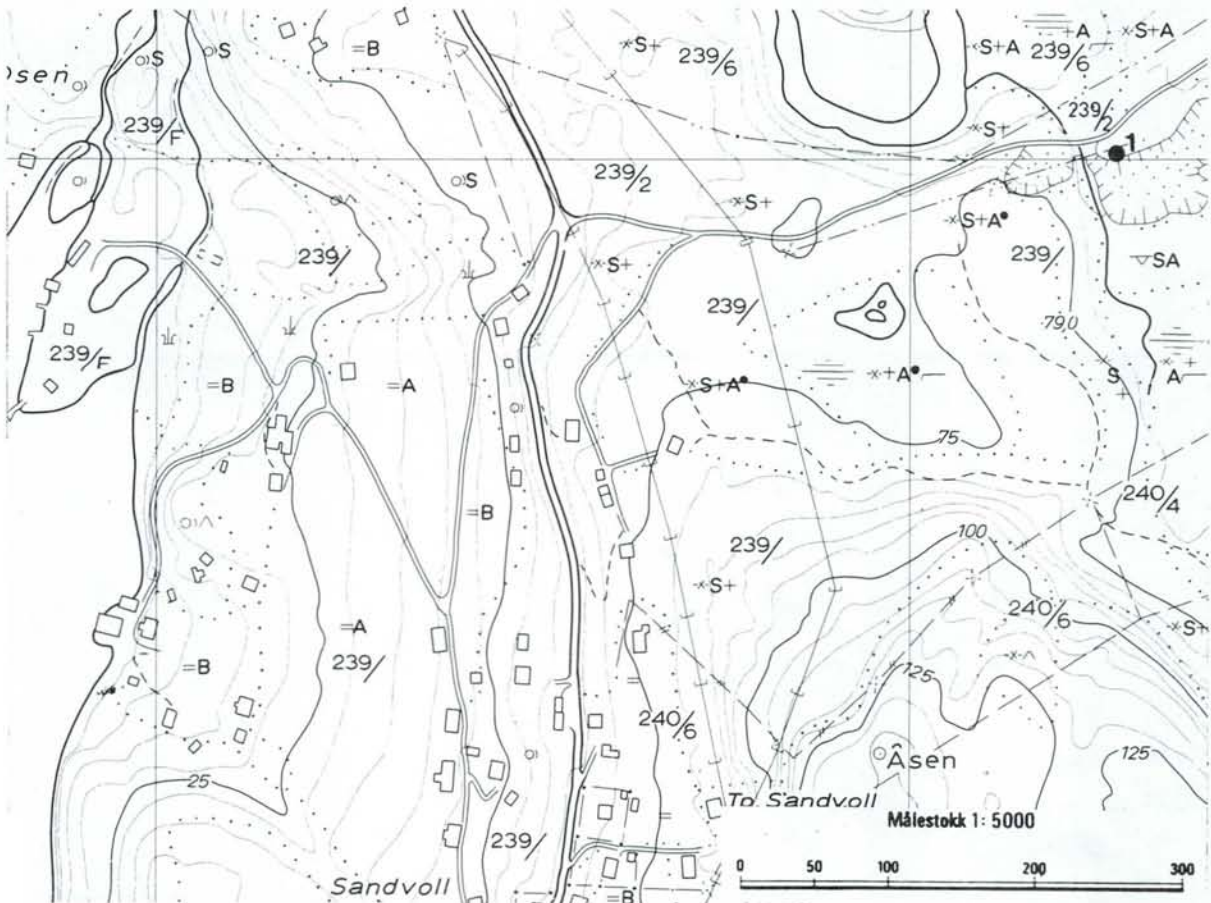 =B
S+
239/6
S+A
+A
239/6
S+A
S
S
239/F
239/2
S+
1
S
239/2
S+
S+A
239/
239/
S+
239/
SA
239/F
79,0
=B
=A
S+A
+A
S
A
75
=B
240/4
239/
100
S+
=A
239/
240/6
S+
=B
125
240/6
Åsen
125
25
To. Sandvoll
Målestokk 1: 5000
239/
0 50 100 200 300
Sandvoll
=B